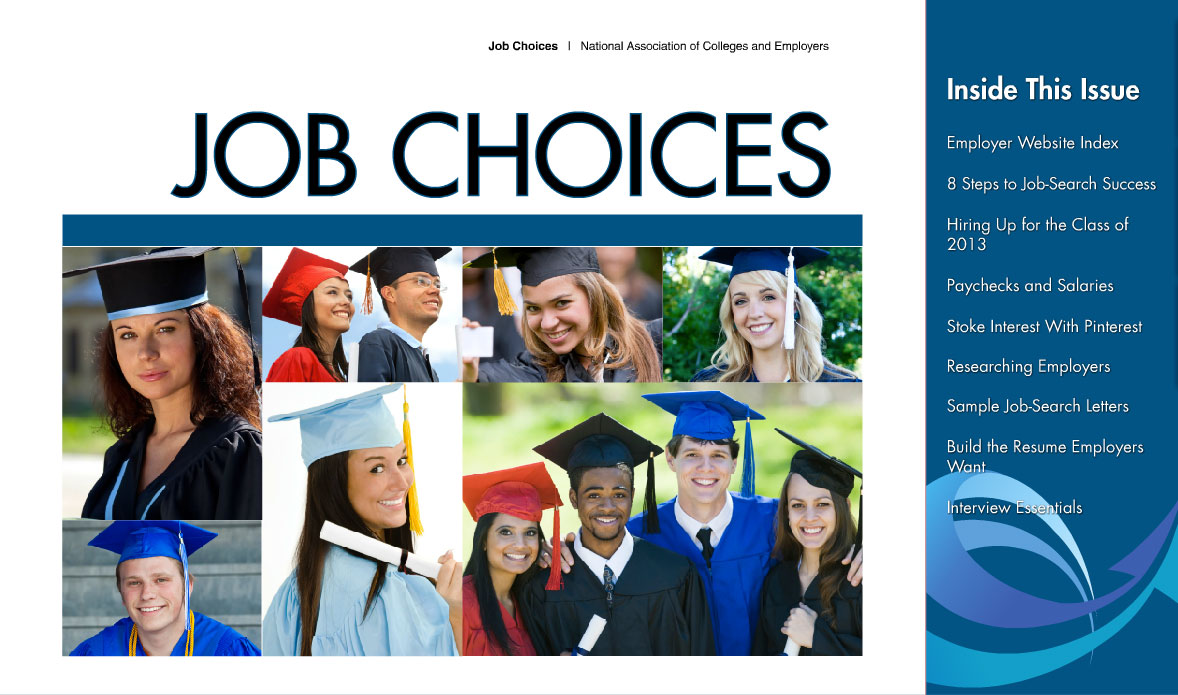 Job Choices | National Association of Colleges and Employers
JOB CHOICES
Inside This Issue
Employer Website Index
8 Steps to Job-Search Success
Hiring Up for the Class of
2013
Paychecks and Salaries
Stoke Interest With Pinterest
Researching Employers
Sample Job-Search Letters
Build the Resume Employers
Want
Interview Essentials